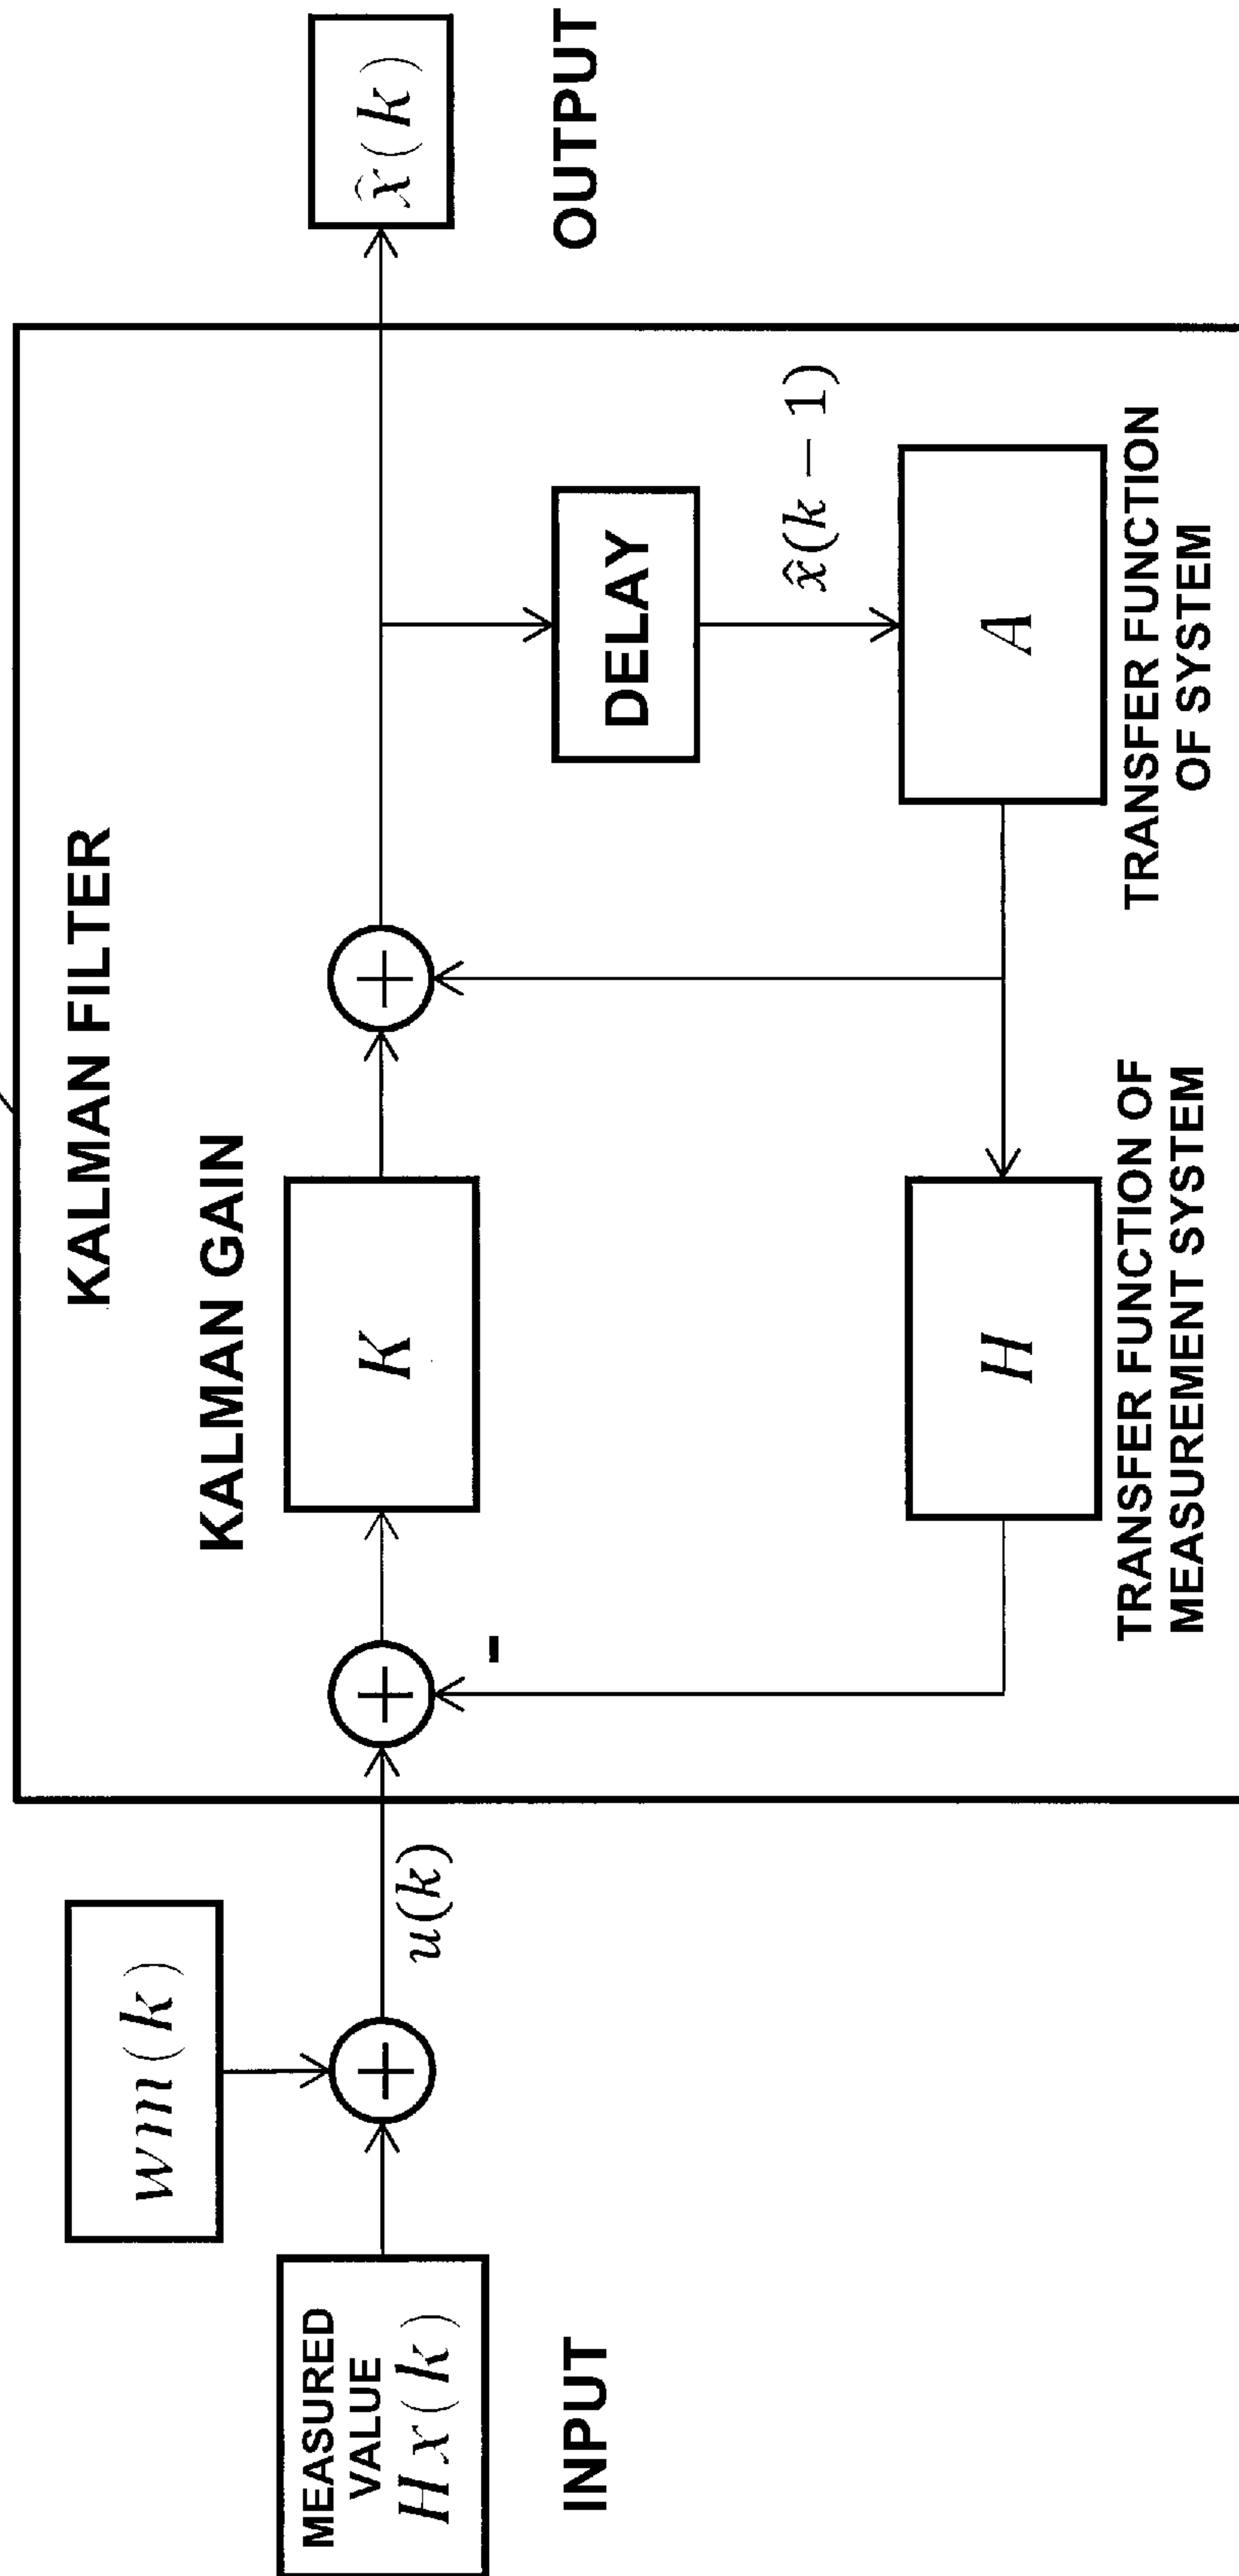 KALMAN FILTER
wm(k)
KALMAN GAIN
MEASURED
VALUE
Hx(k)
+
u(k)
+
-
K
+
x̂(k)
INPUT
OUTPUT
DELAY
x̂(k − 1)
H
A
TRANSFER FUNCTION OF
MEASUREMENT SYSTEM
TRANSFER FUNCTION
OF SYSTEM